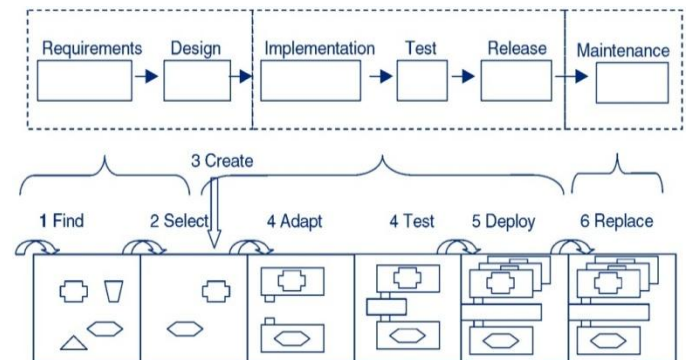 Requirements Design Implementation Test Release Maintenance
3 Create
1 Find 2 Select 4 Adapt 4 Test 5 Deploy 6 Replace